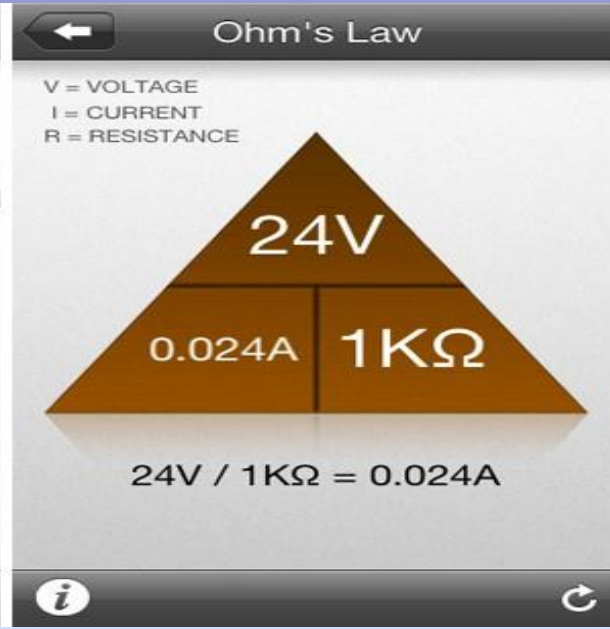 Ohm's Law
V = VOLTAGE
I = CURRENT
R = RESISTANCE
24V
0.024A 1KΩ
24V / 1KΩ = 0.024A
i